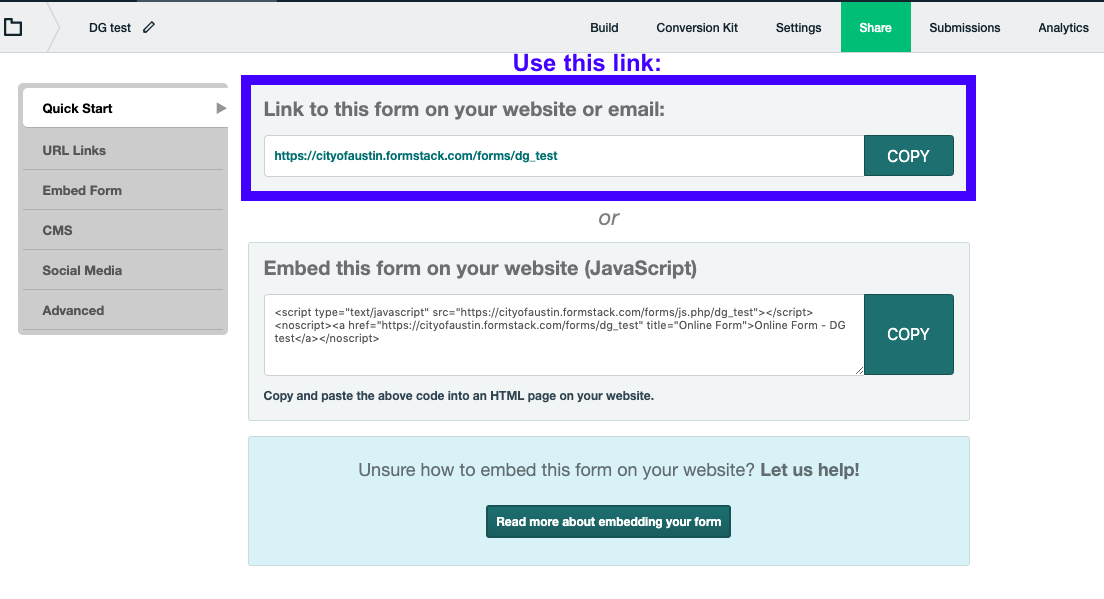 DG test
Build
Conversion Kit
Settings
Share
Submissions
Analytics
Use this link:
Quick Start
URL Links
Embed Form
CMS
Social Media
Advanced
Link to this form on your website or email:
https://cityofaustin.formstack.com/forms/dg_test
COPY
or
Embed this form on your website (JavaScript)
<script type="text/javascript" src="https://cityofaustin.formstack.com/forms/js.php/dg_test"></script>
<noscript><a href="https://cityofaustin.formstack.com/forms/dg_test" title="Online Form">Online Form - DG
test</a></noscript>
COPY
Copy and paste the above code into an HTML page on your website.
Unsure how to embed this form on your website? Let us help!
Read more about embedding your form